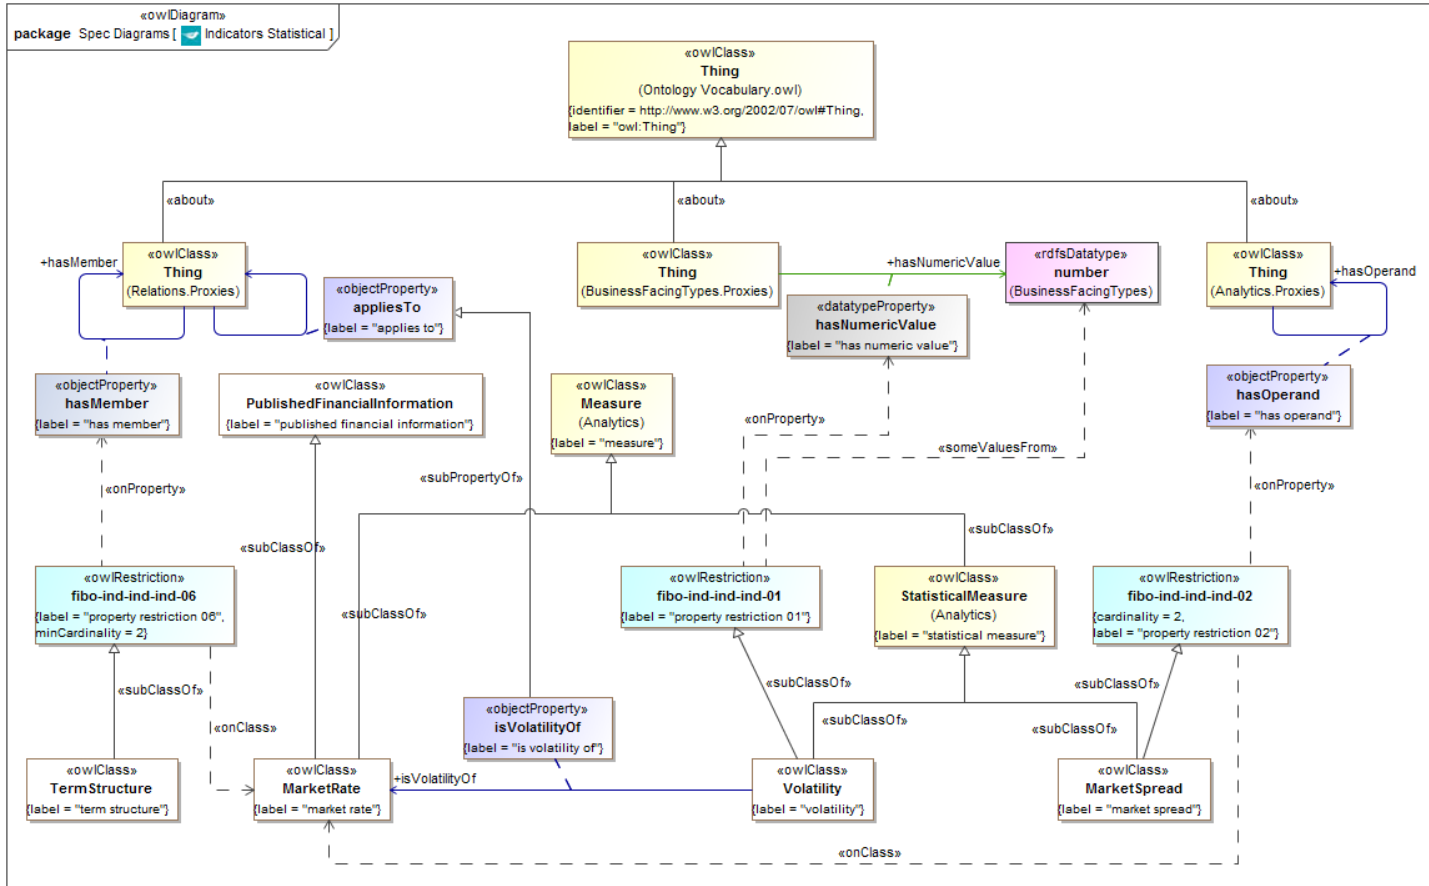 «owlDiagram»
package Spec Diagrams [ Indicators Statistical ]
«owlClass»
Thing
(Ontology Vocabulary.owl)
{identifier = http://www.w3.org/2002/07/owl#Thing,
label = "owl:Thing"}
«about»
«about»
«about»
+hasMember
«owlClass»
Thing
(Relations.Proxies)
«objectProperty»
appliesTo
{label = "applies to"}
«owlClass»
Thing
(BusinessFacingTypes.Proxies)
+hasNumericValue
«rdfsDatatype»
number
(BusinessFacingTypes)
«owlClass»
Thing
(Analytics.Proxies)
+hasOperand
«datatypeProperty»
hasNumericValue
{label = "has numeric value"}
«objectProperty»
hasMember
{label = "has member"}
«owlClass»
PublishedFinancialInformation
{label = "published financial information"}
«owlClass»
Measure
(Analytics)
{label = "measure"}
«objectProperty»
hasOperand
{label = "has operand"}
«onProperty»
«someValuesFrom»
«subPropertyOf»
«onProperty»
«onProperty»
«subClassOf»
«subClassOf»
«owlRestriction»
fibo-ind-ind-ind-06
{label = "property restriction 06",
minCardinality = 2}
«subClassOf»
«owlRestriction»
fibo-ind-ind-ind-01
{label = "property restriction 01"}
«owlClass»
StatisticalMeasure
(Analytics)
{label = "statistical measure"}
«owlRestriction»
fibo-ind-ind-ind-02
{cardinality = 2,
label = "property restriction 02"}
«subClassOf»
«subClassOf»
«subClassOf»
«onClass»
«objectProperty»
isVolatilityOf
{label = "is volatility of"}
«subClassOf»
«subClassOf»
«owlClass»
TermStructure
{label = "term structure"}
«owlClass»
MarketRate
{label = "market rate"}
+isVolatilityOf
«owlClass»
Volatility
{label = "volatility"}
«owlClass»
MarketSpread
{label = "market spread"}
«onClass»